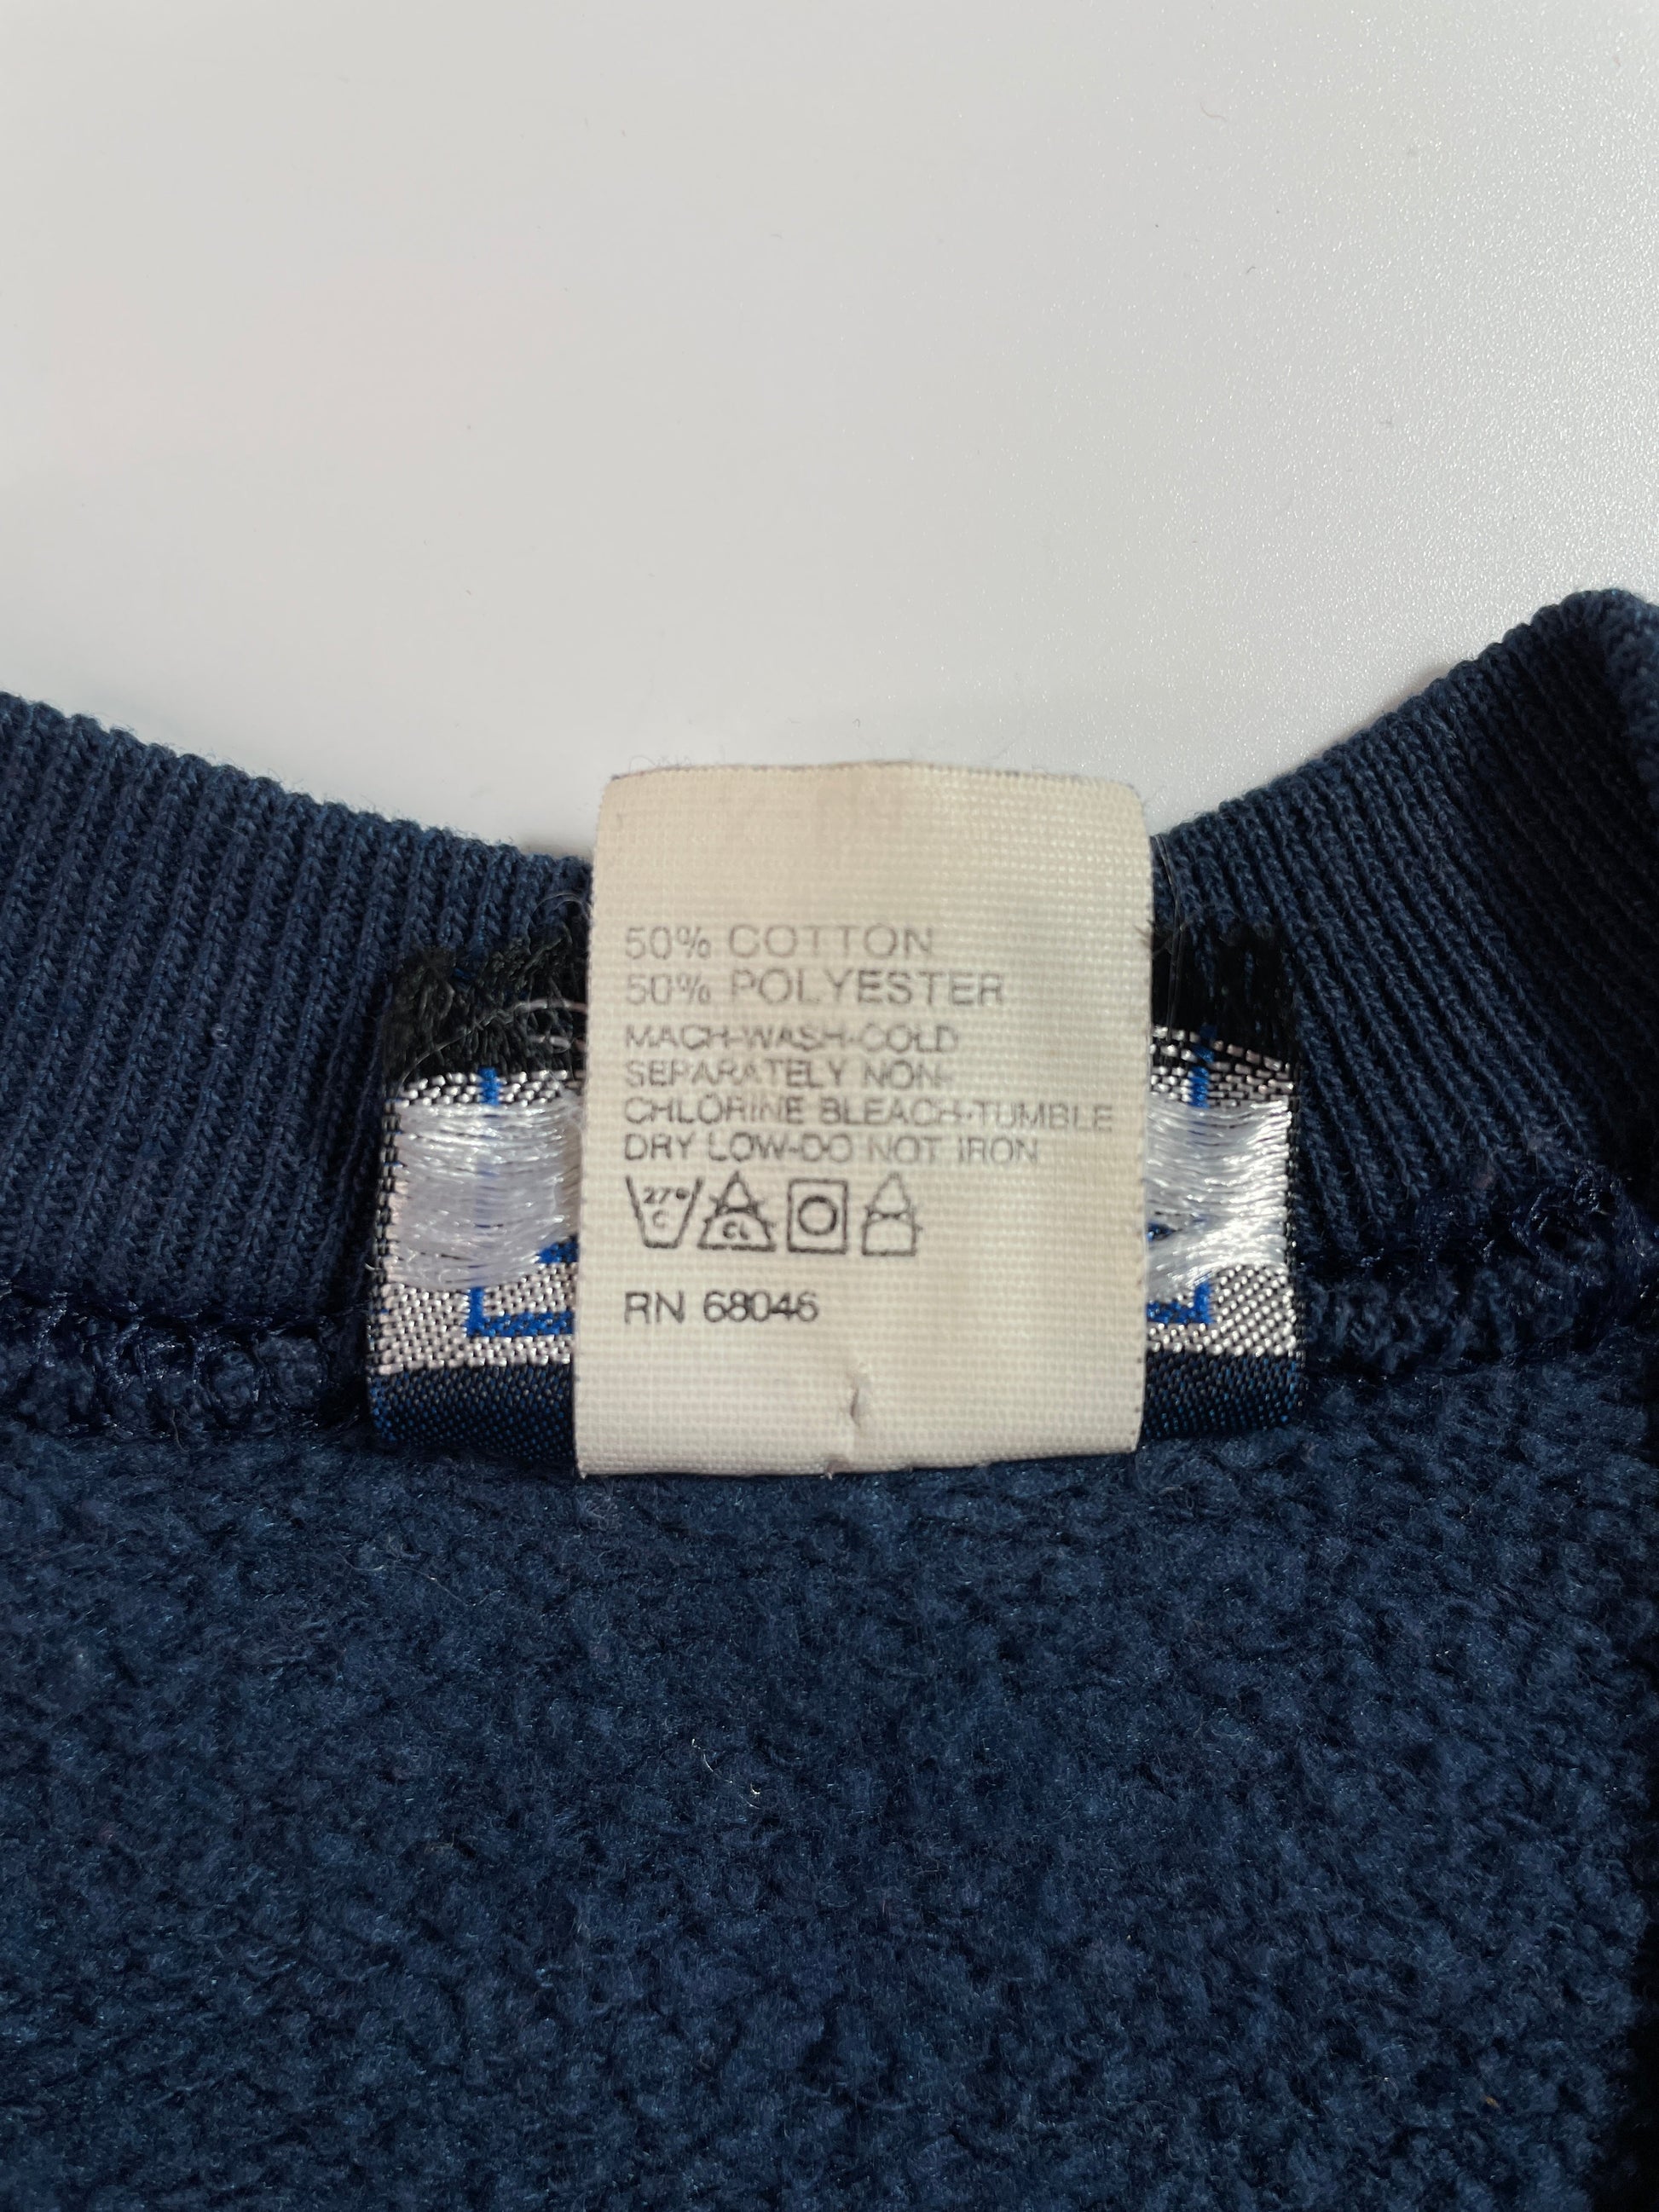 50% COTTON
50% POLYESTER
MACH-WASH-COLD
SEPARATELY NON-
CHLORINE BLEACH-TUMBLE
DRY LOW-DO NOT IRON
27°
C
CL
RN 68046